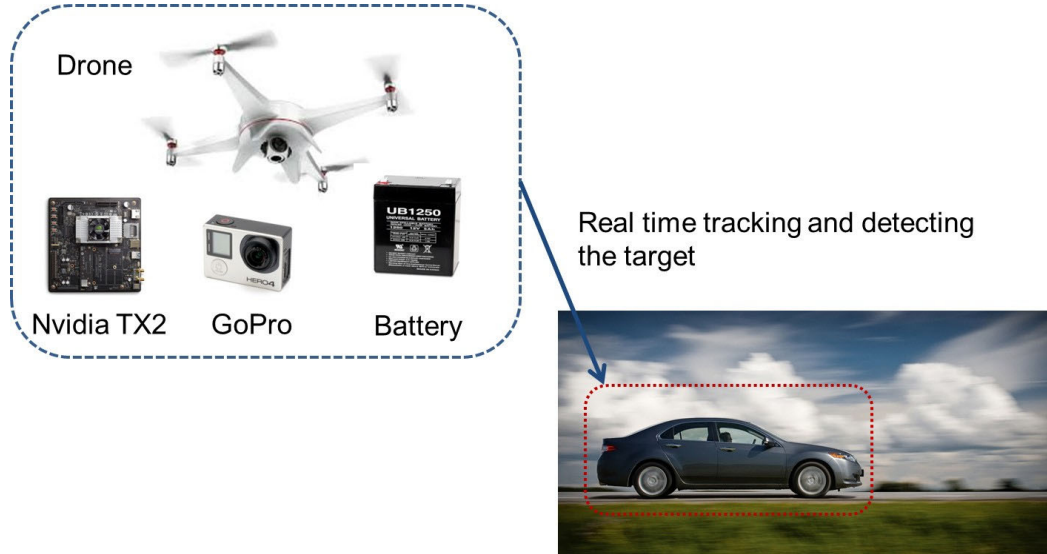 Drone
UB1250
UNIVERSAL BATTERY
HERO4
Nvidia TX2
GoPro
Battery
Real time tracking and detecting
the target